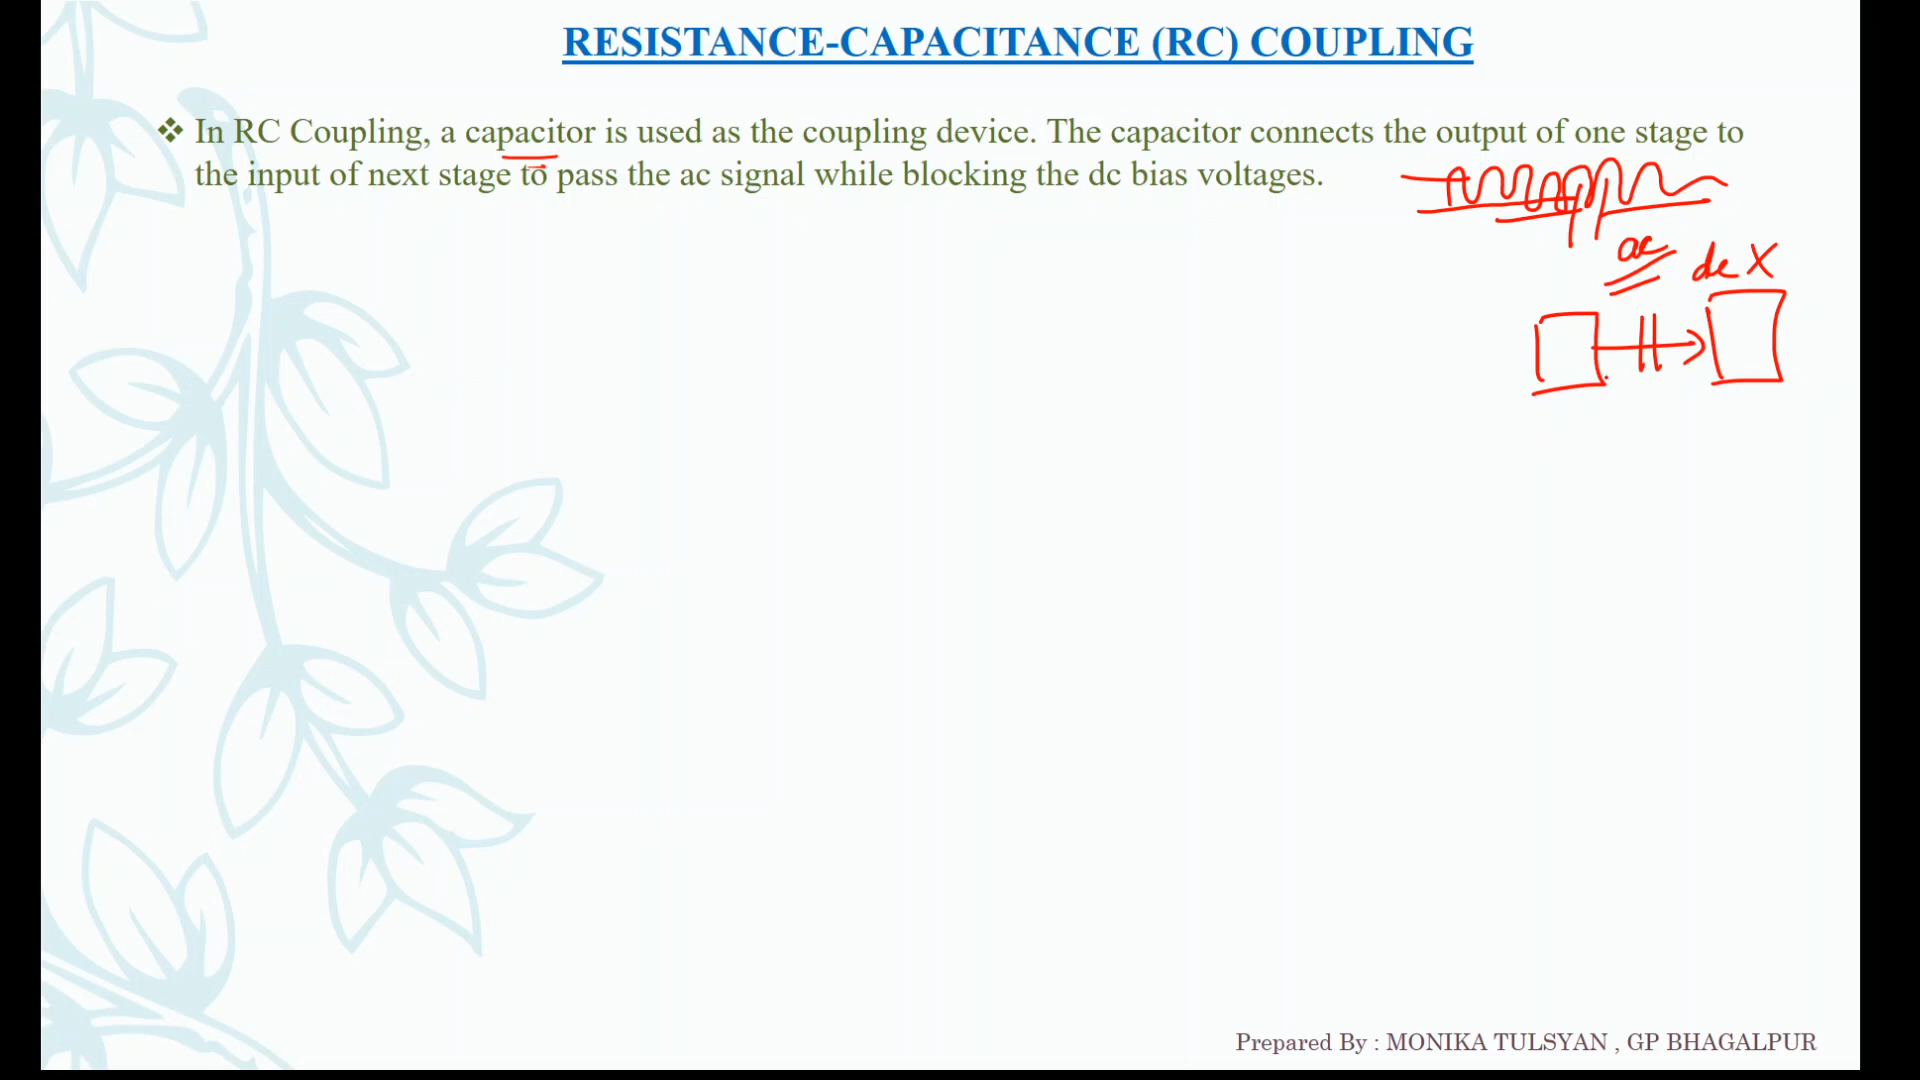 RESISTANCE-CAPACITANCE (RC) COUPLING
❖ In RC Coupling, a capacitor is used as the coupling device. The capacitor connects the output of one stage to
the input of next stage to pass the ac signal while blocking the dc bias voltages.
ac dc X
Prepared By : MONIKA TULSYAN , GP BHAGALPUR